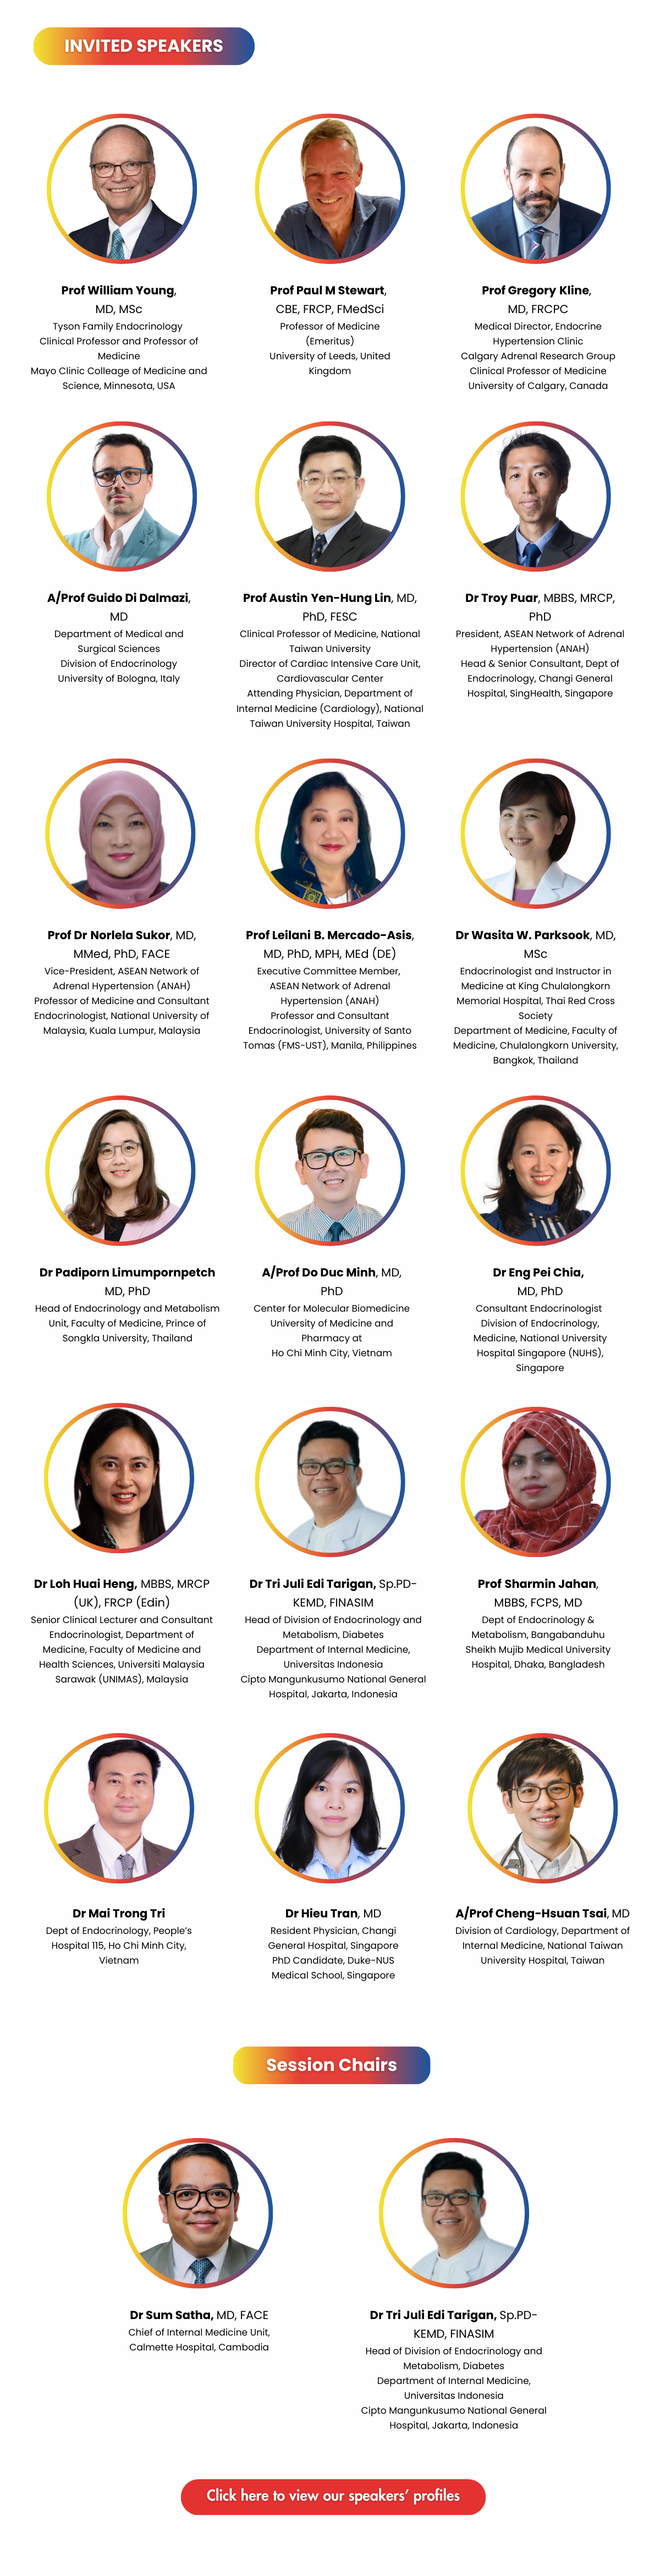 INVITED SPEAKERS
Prof William Young,
MD, MSc
Tyson Family Endocrinology
Clinical Professor and Professor of
Medicine
Mayo Clinic Colleage of Medicine and
Science, Minnesota, USA
Prof Paul M Stewart,
CBE, FRCP, FMedSci
Professor of Medicine
(Emeritus)
University of Leeds, United
Kingdom
Prof Gregory Kline,
MD, FRCPC
Medical Director, Endocrine
Hypertension Clinic
Calgary Adrenal Research Group
Clinical Professor of Medicine
University of Calgary, Canada
A/Prof Guido Di Dalmazi,
MD
Department of Medical and
Surgical Sciences
Division of Endocrinology
University of Bologna, Italy
Prof Austin Yen-Hung Lin, MD,
PhD, FESC
Clinical Professor of Medicine, National
Taiwan University
Director of Cardiac Intensive Care Unit,
Cardiovascular Center
Attending Physician, Department of
Internal Medicine (Cardiology), National
Taiwan University Hospital, Taiwan
Dr Troy Puar, MBBS, MRCP,
PhD
President, ASEAN Network of Adrenal
Hypertension (ANAH)
Head & Senior Consultant, Dept of
Endocrinology, Changi General
Hospital, SingHealth, Singapore
Prof Dr Norlela Sukor, MD,
MMed, PhD, FACE
Vice-President, ASEAN Network of
Adrenal Hypertension (ANAH)
Professor of Medicine and Consultant
Endocrinologist, National University of
Malaysia, Kuala Lumpur, Malaysia
Prof Leilani B. Mercado-Asis,
MD, PhD, MPH, MEd (DE)
Executive Committee Member,
ASEAN Network of Adrenal
Hypertension (ANAH)
Professor and Consultant
Endocrinologist, University of Santo
Tomas (FMS-UST), Manila, Philippines
Dr Wasita W. Parksook, MD,
MSc
Endocrinologist and Instructor in
Medicine at King Chulalongkorn
Memorial Hospital, Thai Red Cross
Society
Department of Medicine, Faculty of
Medicine, Chulalongkorn University,
Bangkok, Thailand
Dr Padiporn Limumpornpetch
MD, PhD
Head of Endocrinology and Metabolism
Unit, Faculty of Medicine, Prince of
Songkla University, Thailand
A/Prof Do Duc Minh, MD,
PhD
Center for Molecular Biomedicine
University of Medicine and
Pharmacy at
Ho Chi Minh City, Vietnam
Dr Eng Pei Chia,
MD, PhD
Consultant Endocrinologist
Division of Endocrinology,
Medicine, National University
Hospital Singapore (NUHS),
Singapore
Dr Loh Huai Heng, MBBS, MRCP
(UK), FRCP (Edin)
Senior Clinical Lecturer and Consultant
Endocrinologist, Department of
Medicine, Faculty of Medicine and
Health Sciences, Universiti Malaysia
Sarawak (UNIMAS), Malaysia
Dr Tri Juli Edi Tarigan, Sp.PD-
KEMD, FINASIM
Head of Division of Endocrinology and
Metabolism, Diabetes
Department of Internal Medicine,
Universitas Indonesia
Cipto Mangunkusumo National General
Hospital, Jakarta, Indonesia
Prof Sharmin Jahan,
MBBS, FCPS, MD
Dept of Endocrinology &
Metabolism, Bangabanduhu
Sheikh Mujib Medical University
Hospital, Dhaka, Bangladesh
Dr Mai Trong Tri
Dept of Endocrinology, People's
Hospital 115, Ho Chi Minh City,
Vietnam
Dr Hieu Tran, MD
Resident Physician, Changi
General Hospital, Singapore
PhD Candidate, Duke-NUS
Medical School, Singapore
A/Prof Cheng-Hsuan Tsai, MD
Division of Cardiology, Department of
Internal Medicine, National Taiwan
University Hospital, Taiwan
Session Chairs
Dr Sum Satha, MD, FACE
Chief of Internal Medicine Unit,
Calmette Hospital, Cambodia
Dr Tri Juli Edi Tarigan, Sp.PD-
KEMD, FINASIM
Head of Division of Endocrinology and
Metabolism, Diabetes
Department of Internal Medicine,
Universitas Indonesia
Cipto Mangunkusumo National General
Hospital, Jakarta, Indonesia
Click here to view our speakers' profiles